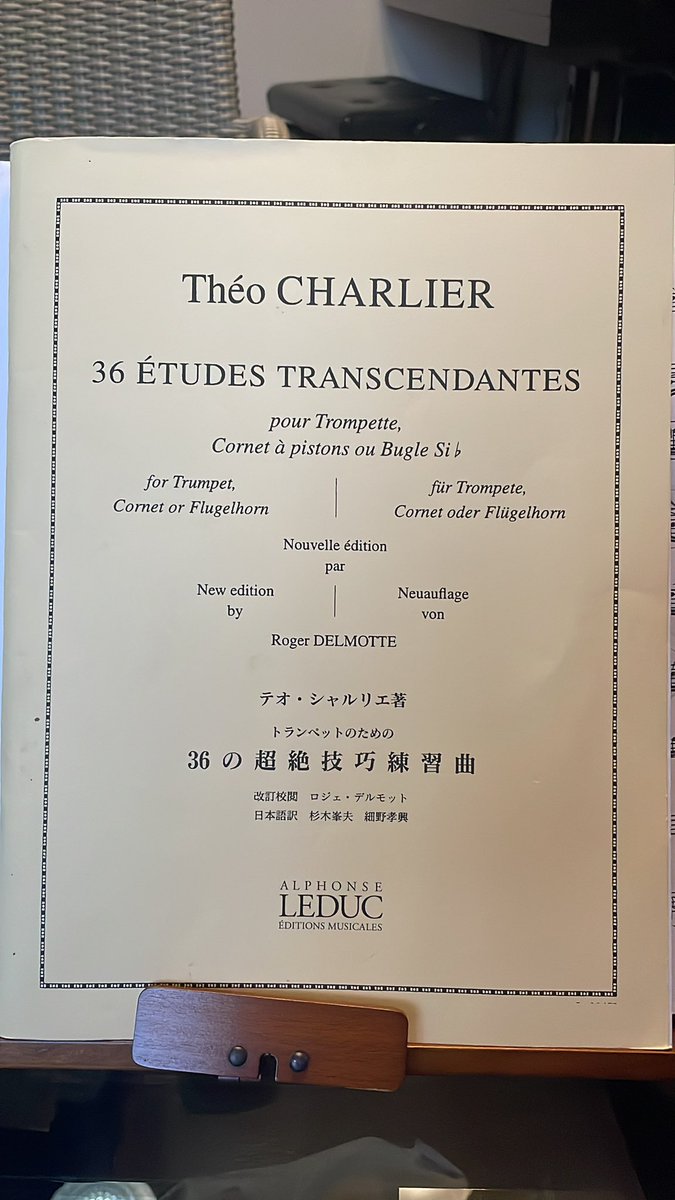 Théo CHARLIER
36 ÉTUDES TRANSCENDANTES
pour Trompette,
Cornet à pistons ou Bugle Si♭
for Trumpet,
Cornet or Flugelhorn
für Trompete,
Cornet oder Flügelhorn
Nouvelle édition
par
New edition
by
Neuauflage
von
Roger DELMOTTE
テオ・シャルリエ著
トランペットのための
36の超絶技巧練習曲
改訂校閲 ロジェ・デルモット
日本語訳 杉木峯夫 細野孝興
ALPHONSE
LEDUC
ÉDITIONS MUSICALES